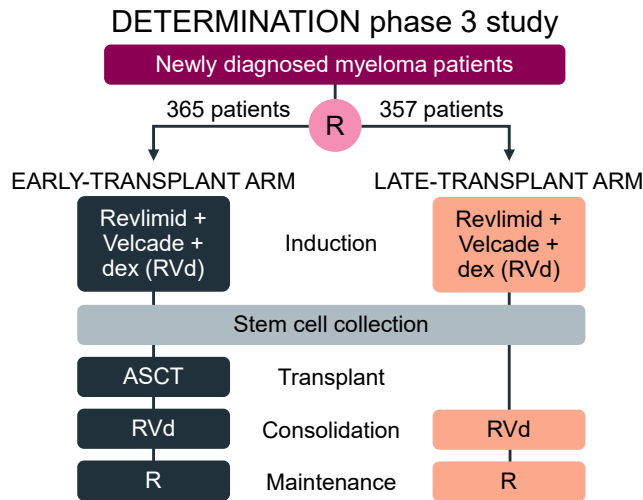 DETERMINATION phase 3 study
Newly diagnosed myeloma patients
365 patients
R
357 patients
EARLY-TRANSPLANT ARM
LATE-TRANSPLANT ARM
Revlimid +
Velcade +
dex (RVd)
Induction
Revlimid +
Velcade +
dex (RVd)
Stem cell collection
ASCT
Transplant
RVd
Consolidation
RVd
R
Maintenance
R